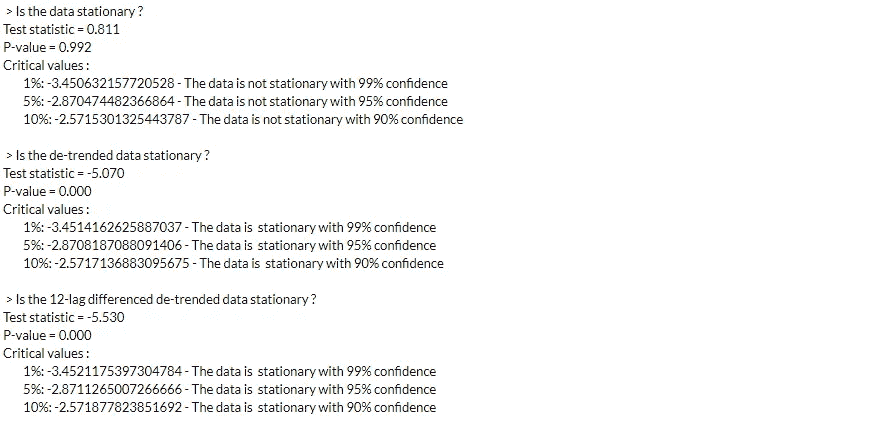 > Is the data stationary ?
Test statistic = 0.811
P-value = 0.992
Critical values :
1%: -3.450632157720528 - The data is not stationary with 99% confidence
5%: -2.870474482366864 - The data is not stationary with 95% confidence
10%: -2.5715301325443787 - The data is not stationary with 90% confidence
> Is the de-trended data stationary ?
Test statistic = -5.070
P-value = 0.000
Critical values :
1%: -3.4514162625887037 - The data is stationary with 99% confidence
5%: -2.8708187088091406 - The data is stationary with 95% confidence
10%: -2.5717136883095675 - The data is stationary with 90% confidence
> Is the 12-lag differenced de-trended data stationary ?
Test statistic = -5.530
P-value = 0.000
Critical values :
1%: -3.4521175397304784 - The data is stationary with 99% confidence
5%: -2.8711265007266666 - The data is stationary with 95% confidence
10%: -2.571877823851692 - The data is stationary with 90% confidence